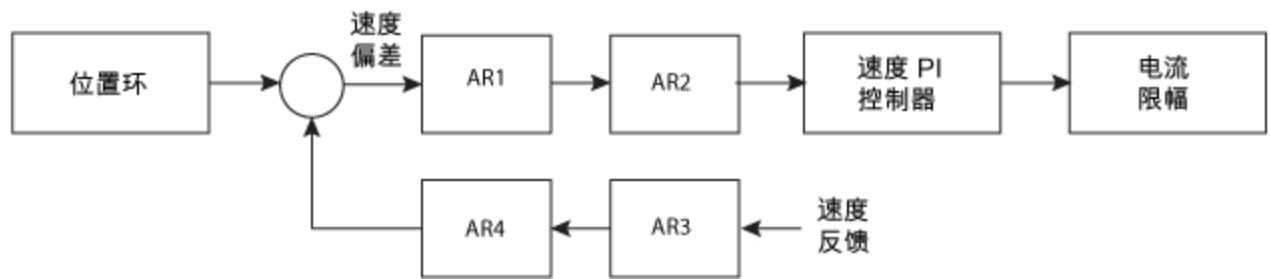 速度
偏差
位置环
AR1
AR2
速度 PI
控制器
电流
限幅
AR4
AR3
速度
反馈